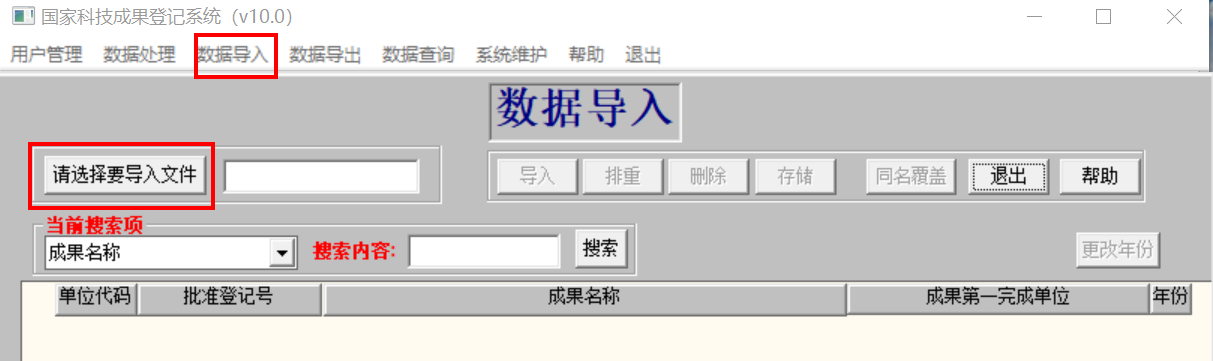 国家科技成果登记系统（v10.0）
用户管理 数据处理 数据导入 数据导出 数据查询 系统维护 帮助 退出
数据导入
请选择要导入文件 导入 排重 删除 存储 同名覆盖 退出 帮助
当前搜索项
成果名称 搜索内容: 搜索 更改年份
单位代码 批准登记号 成果名称 成果第一完成单位 年份